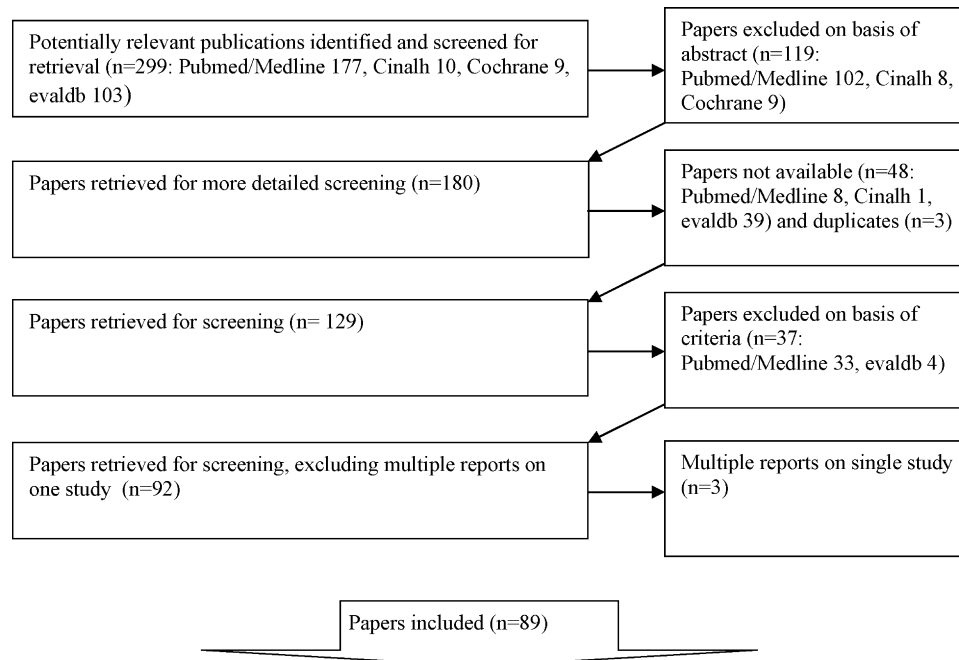 Potentially relevant publications identified and screened for
retrieval (n=299: Pubmed/Medline 177, Cinalh 10, Cochrane 9,
evaldb 103)
Papers excluded on basis of
abstract (n=119:
Pubmed/Medline 102, Cinalh 8,
Cochrane 9)
Papers retrieved for more detailed screening (n=180)
Papers not available (n=48:
Pubmed/Medline 8, Cinalh 1,
evaldb 39) and duplicates (n=3)
Papers retrieved for screening (n= 129)
Papers excluded on basis of
criteria (n=37:
Pubmed/Medline 33, evaldb 4)
Papers retrieved for screening, excluding multiple reports on
one study (n=92)
Multiple reports on single study
(n=3)
Papers included (n=89)